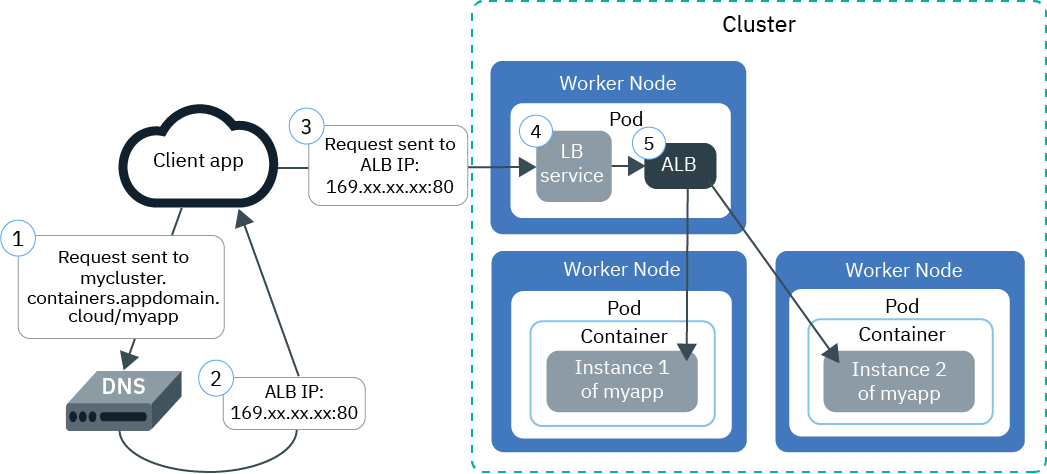 Cluster
Worker Node
Pod
3
4
5
Request sent to
ALB IP:
169.xx.xx.xx:80
LB
service
ALB
Client app
1
Request sent to
mycluster.
containers.appdomain.
cloud/myapp
DNS
2
ALB IP:
169.xx.xx.xx:80
Worker Node
Pod
Container
Instance 1
of myapp
Worker Node
Pod
Container
Instance 2
of myapp